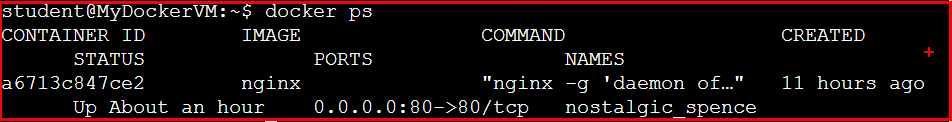 student@MyDockerVM:~$ docker ps
CONTAINER ID        IMAGE               COMMAND                  CREATED
      STATUS              PORTS                NAMES
a6713c847ce2        nginx               "nginx -g 'daemon of…"   11 hours ago
      Up About an hour    0.0.0.0:80->80/tcp   nostalgic_spence